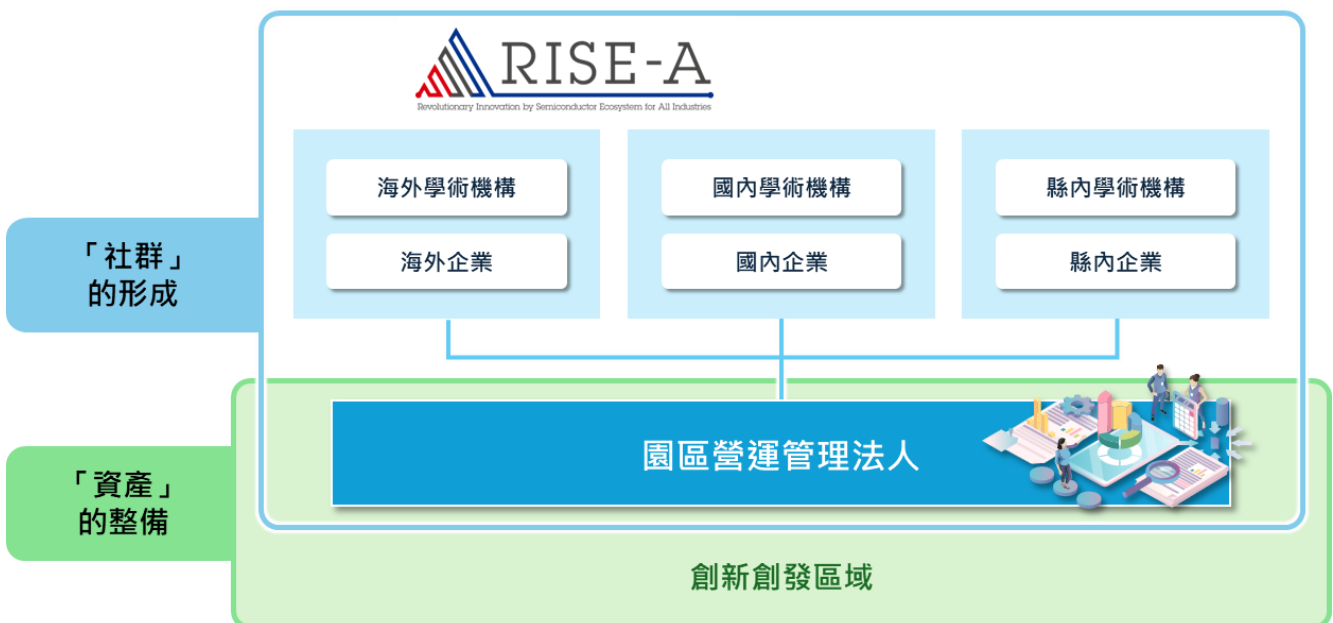 RISE-A
Revolutionary Innovation by Semiconductor Ecosystem for All Industries
海外學術機構
國內學術機構
縣內學術機構
海外企業
國內企業
縣內企業
「社群」
的形成
園區營運管理法人
「資產」
的整備
創新創發區域